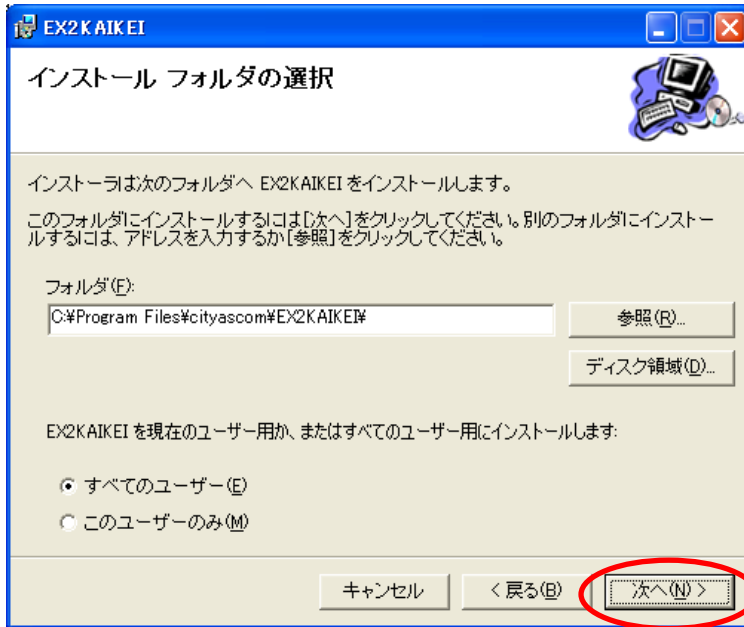 EX2KAIKEI
インストール フォルダの選択
インストーラは次のフォルダへ EX2KAIKEI をインストールします。
このフォルダにインストールするには[次へ]をクリックしてください。別のフォルダにインストー
ルするには、アドレスを入力するか[参照]をクリックしてください。
フォルダ(F):
C:¥Program Files¥cityascom¥EX2KAIKEI¥
参照(R)...
ディスク領域(D)...
EX2KAIKEI を現在のユーザー用か、またはすべてのユーザー用にインストールします:
すべてのユーザー(E)
このユーザーのみ(M)
キャンセル
< 戻る(B)
次へ(N) >